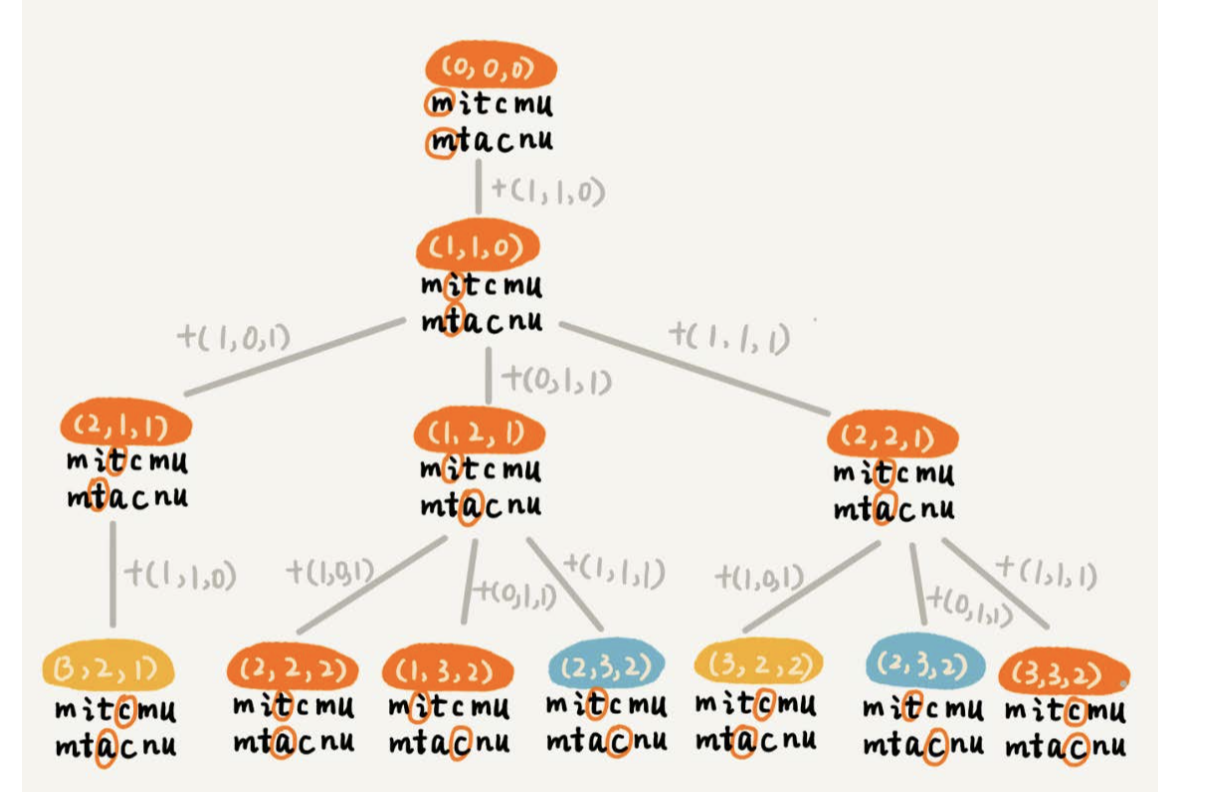 (0,0,0)
mitcmu
mtacnu
+(1,1,0)
(1,1,0)
mitcmu
mtacnu
+(1,0,1)
+(0,1,1)
+(1,1,1)
(2,1,1)
mitcmu
mtacnu
(1,2,1)
mitcmu
mtacnu
(2,2,1)
mitcmu
mtacnu
+(1,1,0)
+(1,0,1)
+(0,1,1)
+(1,1,1)
+(1,0,1)
+(0,1,1)
+(1,1,1)
(3,2,1)
mitcmu
mtacnu
(2,2,2)
mitcmu
mtacnu
(1,3,2)
mitcmu
mtacnu
(2,3,2)
mitcmu
mtacnu
(3,2,2)
mitcmu
mtacnu
(2,3,2)
mitcmu
mtacnu
(3,3,2)
mitcmu
mtacnu